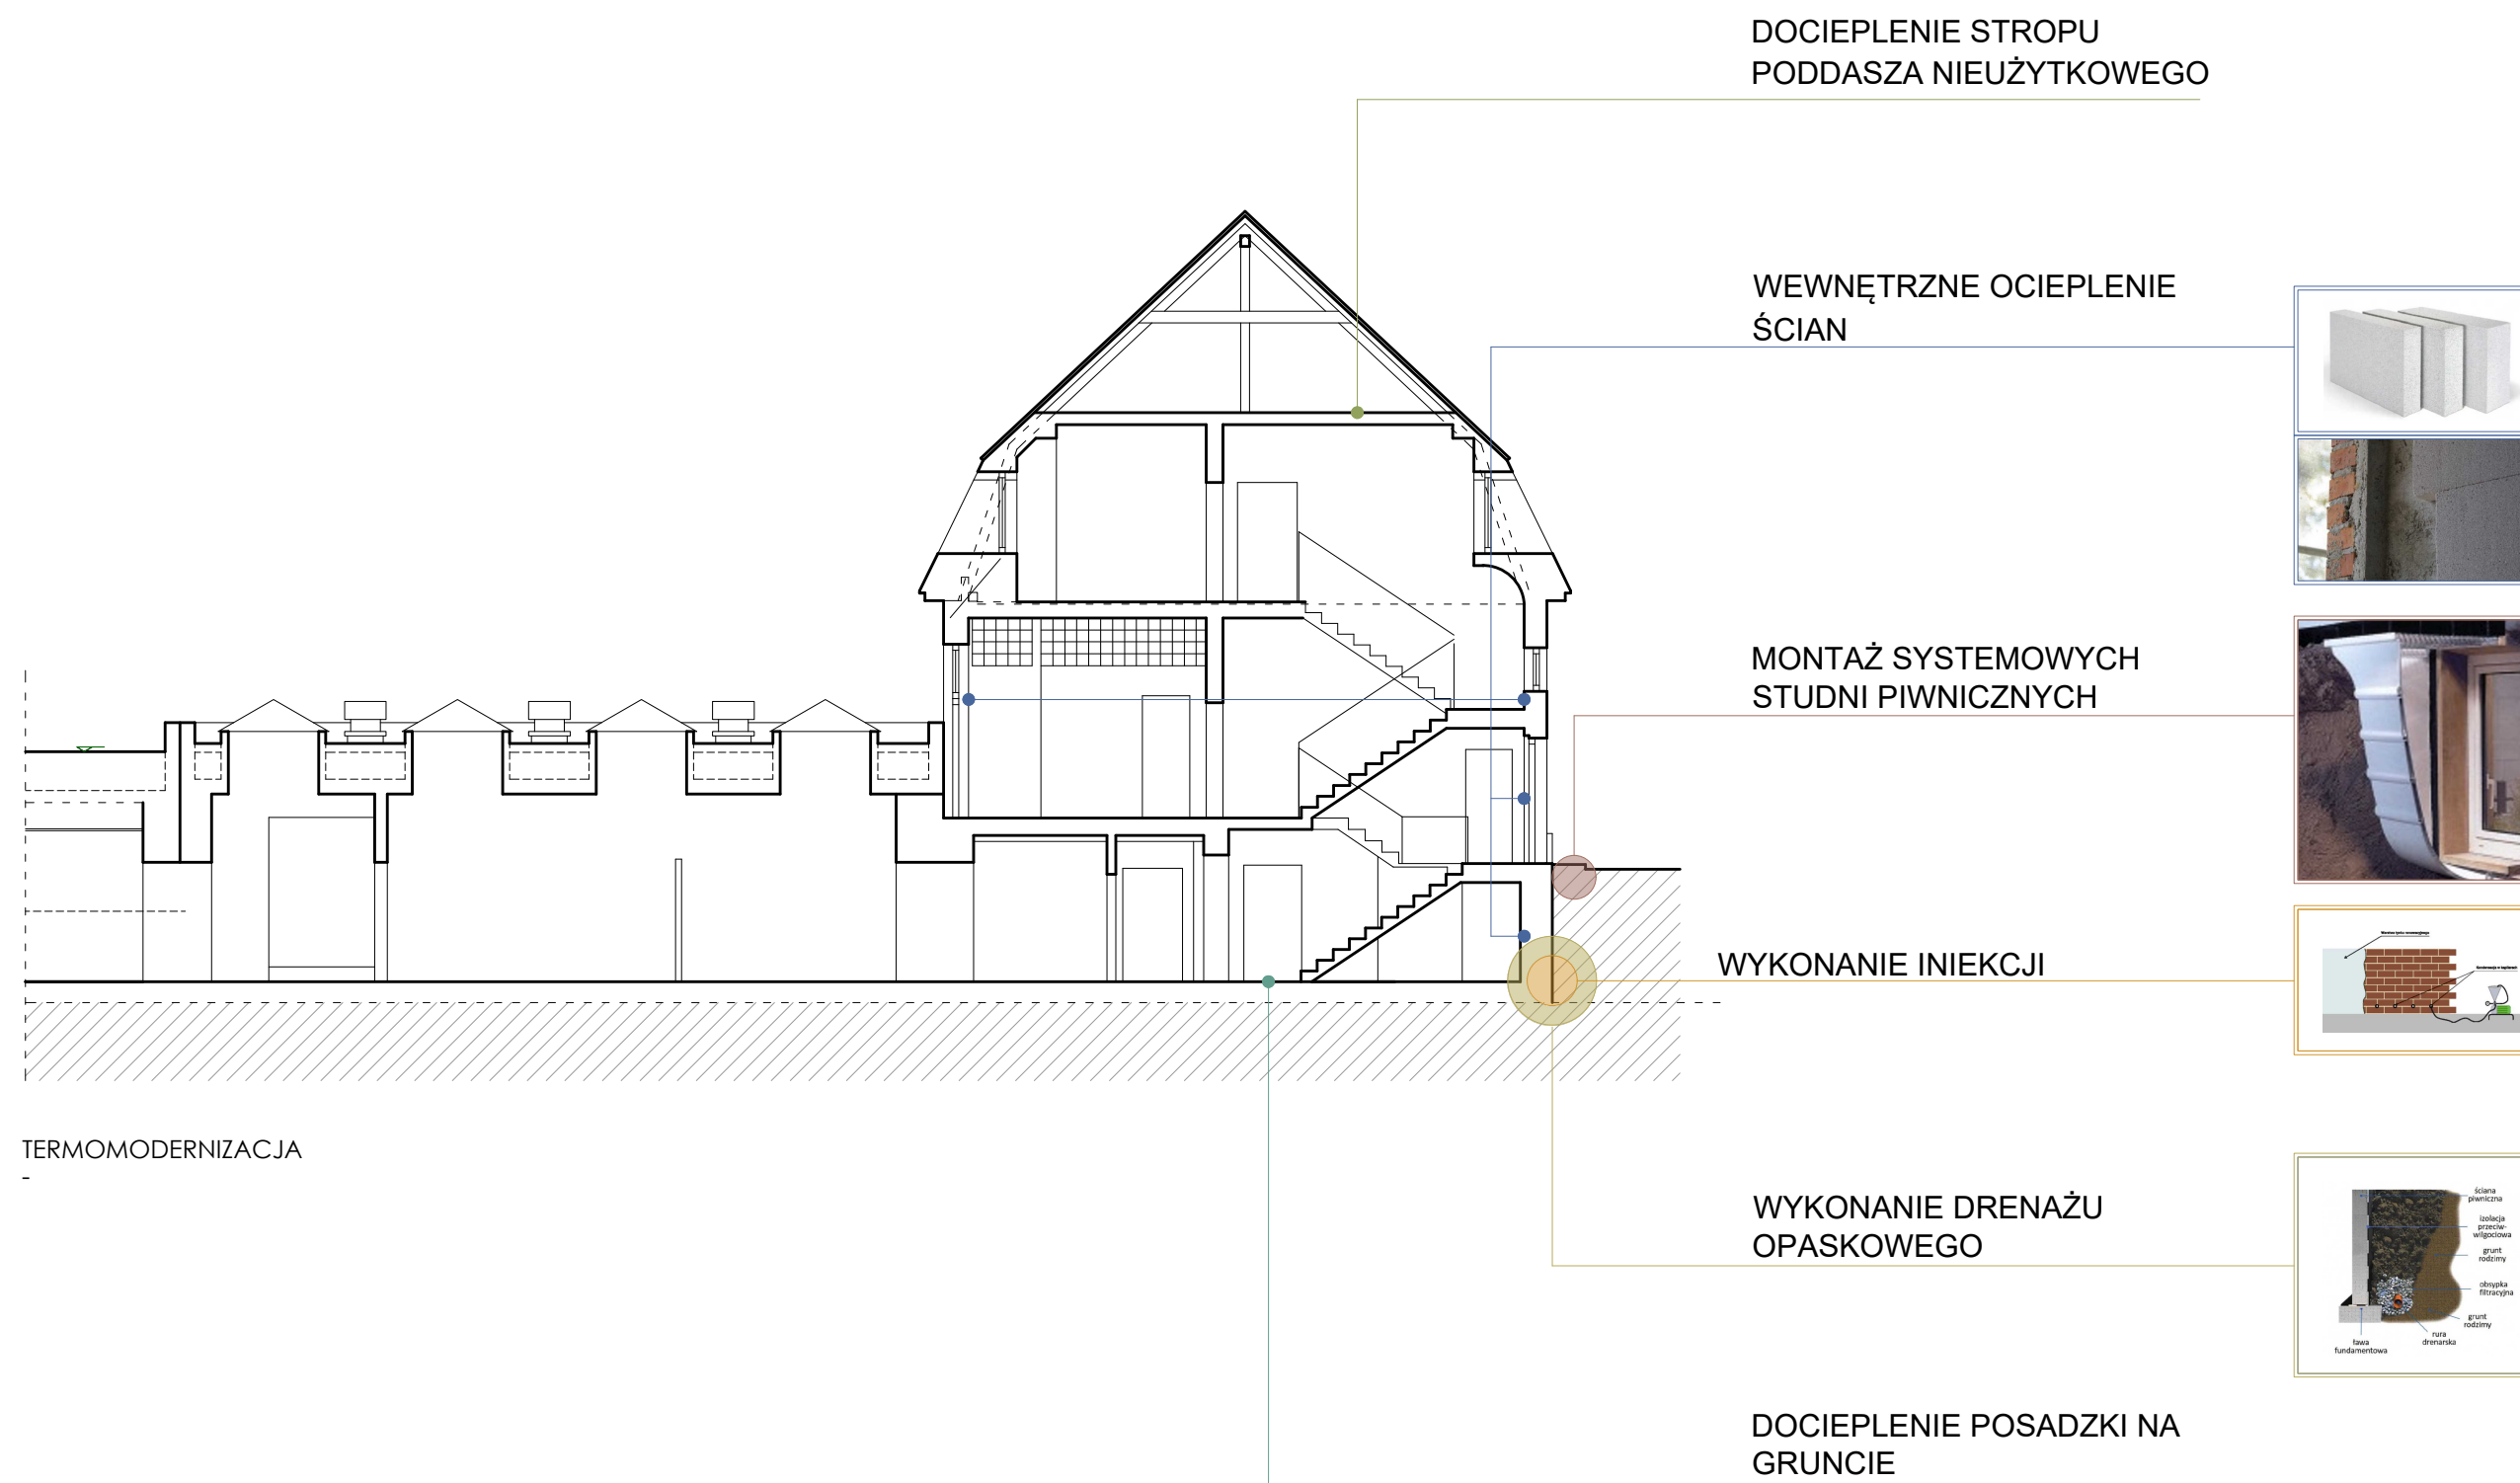 DOCIEPLENIE STROPU
PODDASZA NIEUŻYTKOWEGO
WEWNĘTRZNE OCIEPLENIE
ŚCIAN
MONTAŻ SYSTEMOWYCH
STUDNI PIWNICZNYCH
WYKONANIE INIEKCJI
TERMOMODERNIZACJA
-
WYKONANIE DRENAŻU
OPASKOWEGO
ściana
piwniczna
izolacja
przeciw-
wilgociowa
grunt
rodzimy
obsypka
filtracyjna
grunt
rodzimy
rura
drenarska
ława
fundamentowa
DOCIEPLENIE POSADZKI NA
GRUNCIE